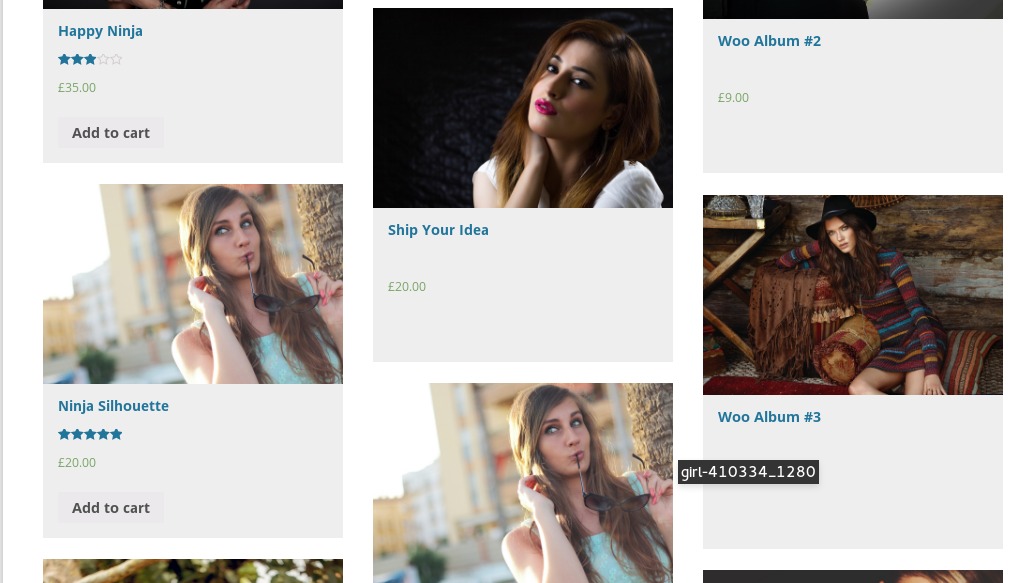 Happy Ninja
£35.00
Add to cart
Ninja Silhouette
£20.00
Add to cart
Ship Your Idea
£20.00
Woo Album #2
£9.00
Woo Album #3
girl-410334_1280